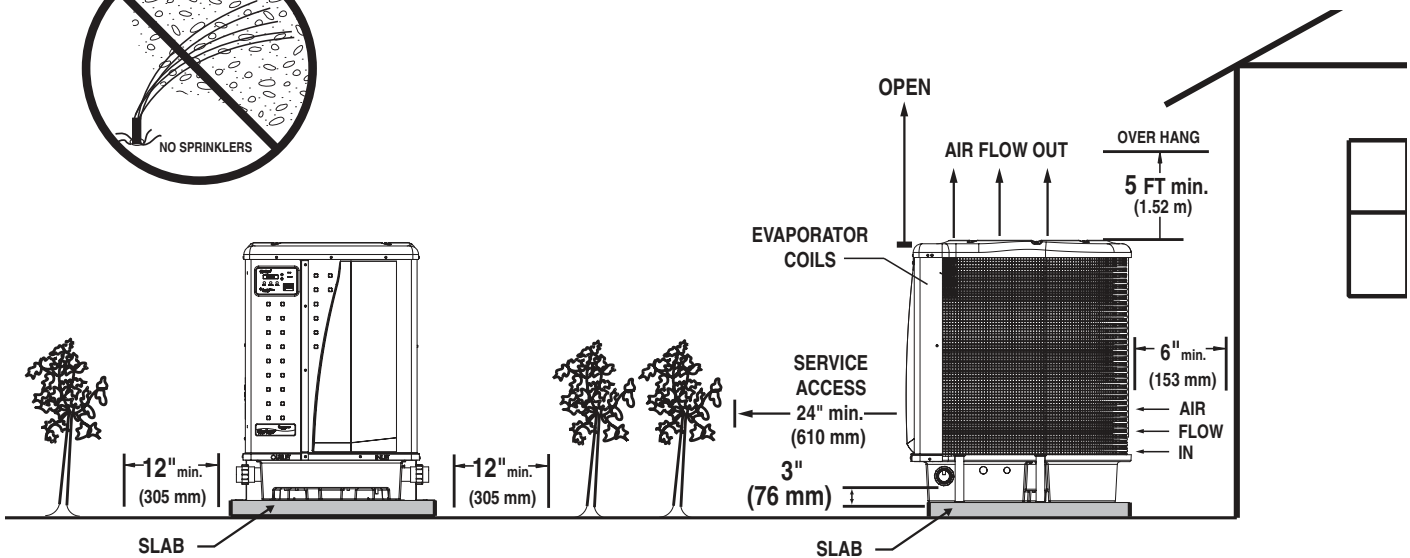 NO SPRINKLERS
OPEN
AIR FLOW OUT
OVER HANG
5 FT min.
(1.52 m)
EVAPORATOR
COILS
6" min.
(153 mm)
SERVICE
ACCESS
24" min.
(610 mm)
AIR
FLOW
IN
OUTLET
INLET
12" min.
(305 mm)
12" min.
(305 mm)
3"
(76 mm)
SLAB
SLAB